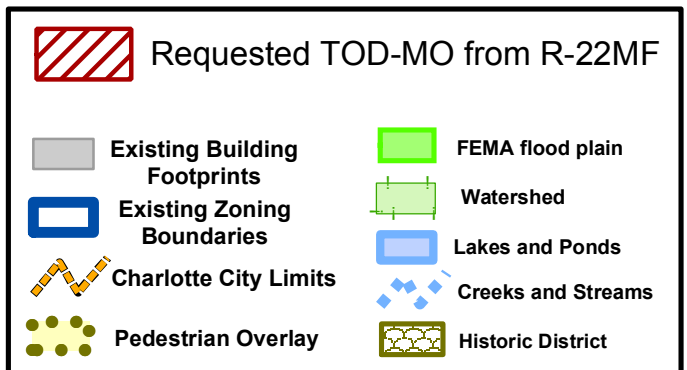 Requested TOD-MO from R-22MF
Existing Building
Footprints
Existing Zoning
Boundaries
Charlotte City Limits
Pedestrian Overlay
FEMA flood plain
Watershed
Lakes and Ponds
Creeks and Streams
Historic District